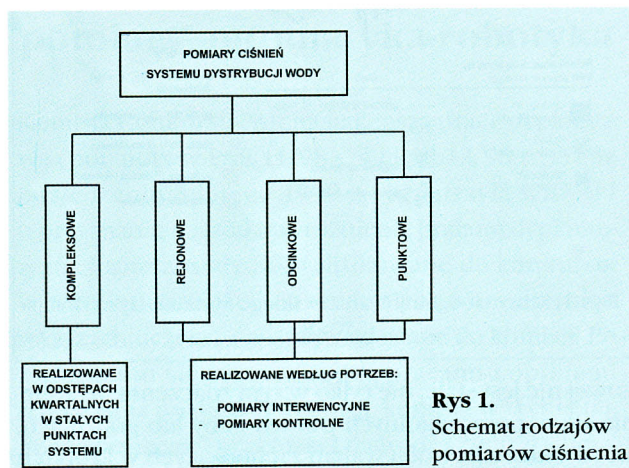 POMIARY CIŚNIEŃ
SYSTEMU DYSTRYBUCJI WODY
KOMPLEKSOWE
REJONOWE
ODCINKOWE
PUNKTOWE
REALIZOWANE
W ODSTĘPACH
KWARTALNYCH
W STAŁYCH
PUNKTACH
SYSTEMU
REALIZOWANE WEDŁUG POTRZEB:
- POMIARY INTERWENCYJNE
- POMIARY KONTROLNE
Rys 1.
Schemat rodzajów
pomiarów ciśnienia